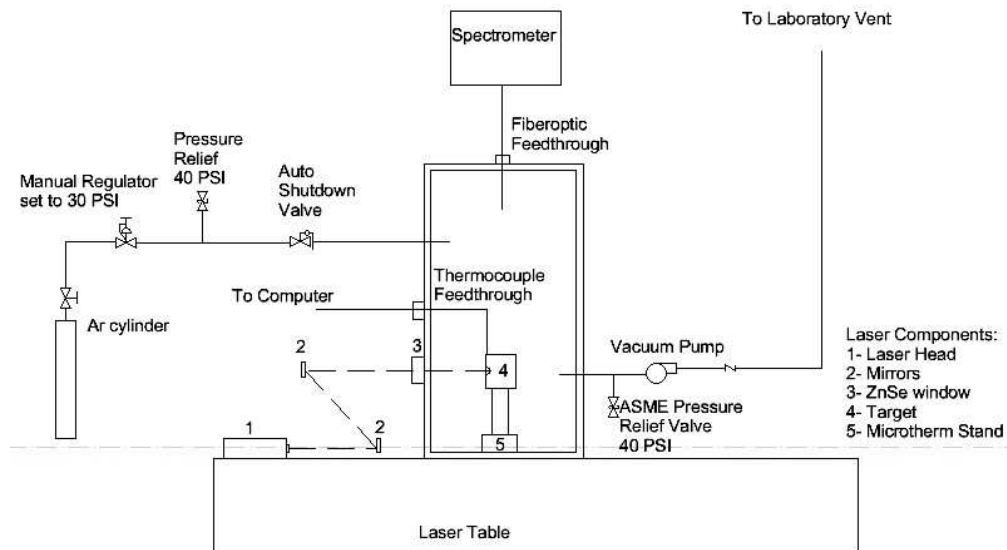 Spectrometer
To Laboratory Vent
Fiberoptic
Feedthrough
Pressure
Relief
40 PSI
Manual Regulator
set to 30 PSI
Auto
Shutdown
Valve
Thermocouple
Feedthrough
To Computer
Ar cylinder
2
3
4
Vacuum Pump
Laser Components:
1- Laser Head
2- Mirrors
3- ZnSe window
4- Target
5- Microtherm Stand
ASME Pressure
Relief Valve
40 PSI
1
2
5
Laser Table